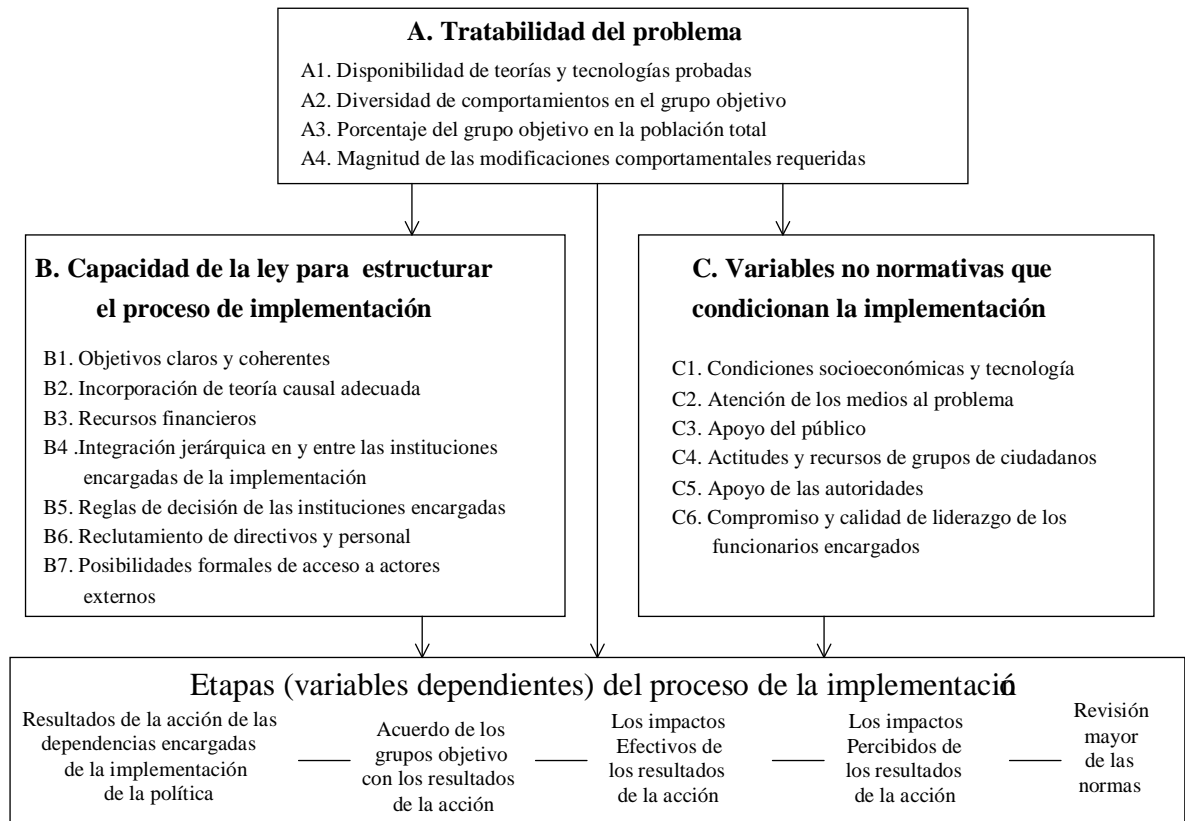 A. Tratabilidad del problema
A1. Disponibilidad de teorías y tecnologías probadas
A2. Diversidad de comportamientos en el grupo objetivo
A3. Porcentaje del grupo objetivo en la población total
A4. Magnitud de las modificaciones comportamentales requeridas
B. Capacidad de la ley para estructurar
el proceso de implementación
B1. Objetivos claros y coherentes
B2. Incorporación de teoría causal adecuada
B3. Recursos financieros
B4 .Integración jerárquica en y entre las instituciones
encargadas de la implementación
B5. Reglas de decisión de las instituciones encargadas
B6. Reclutamiento de directivos y personal
B7. Posibilidades formales de acceso a actores
externos
C. Variables no normativas que
condicionan la implementación
C1. Condiciones socioeconómicas y tecnología
C2. Atención de los medios al problema
C3. Apoyo del público
C4. Actitudes y recursos de grupos de ciudadanos
C5. Apoyo de las autoridades
C6. Compromiso y calidad de liderazgo de los
funcionarios encargados
Etapas (variables dependientes) del proceso de la implementación
Resultados de la acción de las
dependencias encargadas
de la implementación
de la política
Acuerdo de los
grupos objetivo
con los resultados
de la acción
Los impactos
Efectivos de
los resultados
de la acción
Los impactos
Percibidos de
los resultados
de la acción
Revisión
mayor
de las
normas